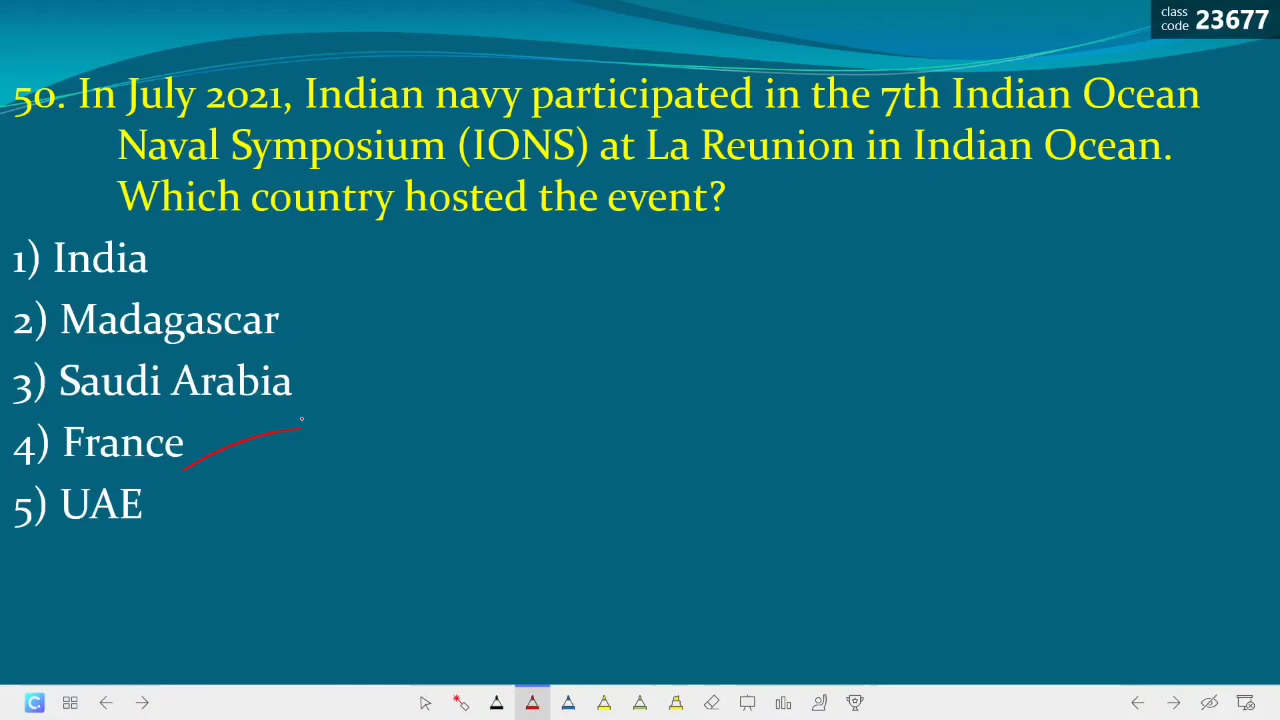 class
code 23677
50. In July 2021, Indian navy participated in the 7th Indian Ocean
Naval Symposium (IONS) at La Reunion in Indian Ocean.
Which country hosted the event?
1) India
2) Madagascar
3) Saudi Arabia
4) France
5) UAE